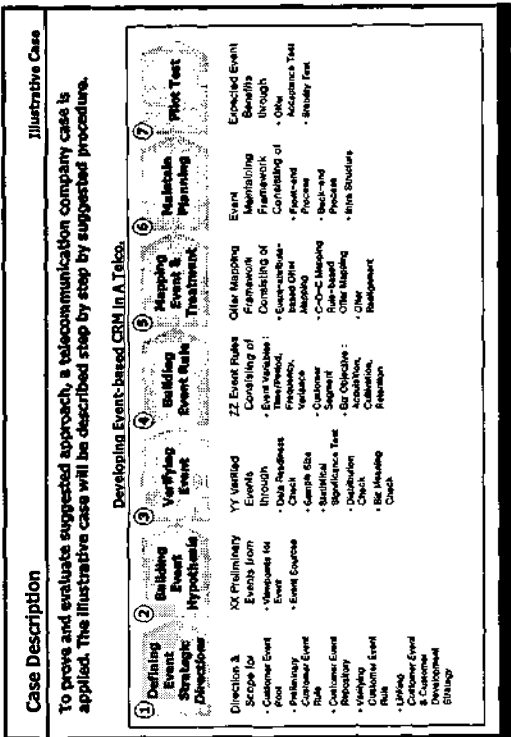 Case Description
Illustrative Case
To prove and evaluate suggested approach, a telecommunication company case is
applied. The illustrative case will be described step by step by suggested procedure.
Developing Event-based CRM In A Telco.
1 Defining
Event
Strategic
Directions
Direction &
Scope for
• Customer Event
Pool
• Preliminary
Customer Event
Rule
• Customer Event
Repository
• Verifying
Customer Event
Rule
• Linking
Customer Event
& Customer
Development
Strategy
2
Building
Event
Hypothesis
XX Preliminary
Events from
• Viewpoints for
Event
• Event Sources
3
Verifying
Event
YY Verified
Events
through
• Data Readiness
Check
• Sample Size
• Statistical
Significance Test
• Distribution
Check
• Biz Meaning
Check
4
Building
Event Rule
ZZ Event Rules
Consisting of
• Event Variables :
Time/Period,
Frequency,
Variance
• Customer
Segment
• Biz Objective :
Acquisition,
Cultivation,
Retention
5
Mapping
Event &
Treatment
Offer Mapping
Framework
Consisting of
• Event-attribute-
based Offer
Mapping
• C-O-C Mapping
Rule-based
Offer Mapping
• Offer
Realignment
6
Maintain
Planning
Event
Maintaining
Framework
Consisting of
• Front-end
Process
• Back-end
Process
• Infra Structure
7
Pilot Test
Expected Event
Benefits
through
• Offer
Acceptance Test
• Stability Test